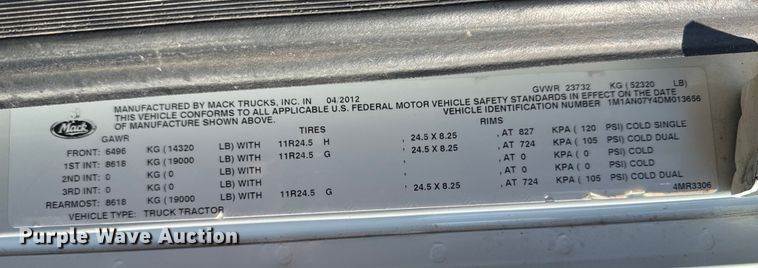 MANUFACTURED BY MACK TRUCKS, INC. IN 04/2012 GVWR 23732 KG (52320 LB)
THIS VEHICLE CONFORMS TO ALL APPLICABLE U.S. FEDERAL MOTOR VEHICLE SAFETY STANDARDS IN EFFECT ON THE DATE
OF MANUFACTURE SHOWN ABOVE. VEHICLE IDENTIFICATION NUMBER 1M1AN07Y4DM013656
Mack
GAWR TIRES RIMS
FRONT: 6496 KG (14320 LB) WITH 11R24.5 H , 24.5 X 8.25 , AT 827 KPA (120 PSI) COLD SINGLE
1ST INT: 8618 KG (19000 LB) WITH 11R24.5 G , 24.5 X 8.25 , AT 724 KPA (105 PSI) COLD DUAL
2ND INT: 0 KG (0 LB) WITH , , AT 0 KPA (0 PSI) COLD
3RD INT: 0 KG (0 LB) WITH , , AT 0 KPA (0 PSI) COLD
REARMOST: 8618 KG (19000 LB) WITH 11R24.5 G , 24.5 X 8.25 , AT 724 KPA (105 PSI) COLD DUAL
VEHICLE TYPE: TRUCK TRACTOR 4MR3306
Purple Wave Auction